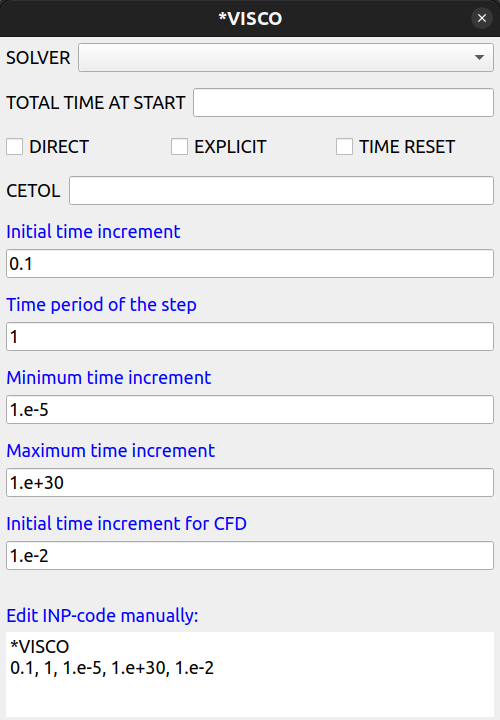 *VISCO
SOLVER
TOTAL TIME AT START
DIRECT EXPLICIT TIME RESET
CETOL
Initial time increment
0.1
Time period of the step
1
Minimum time increment
1.e-5
Maximum time increment
1.e+30
Initial time increment for CFD
1.e-2
Edit INP-code manually:
*VISCO
0.1, 1, 1.e-5, 1.e+30, 1.e-2